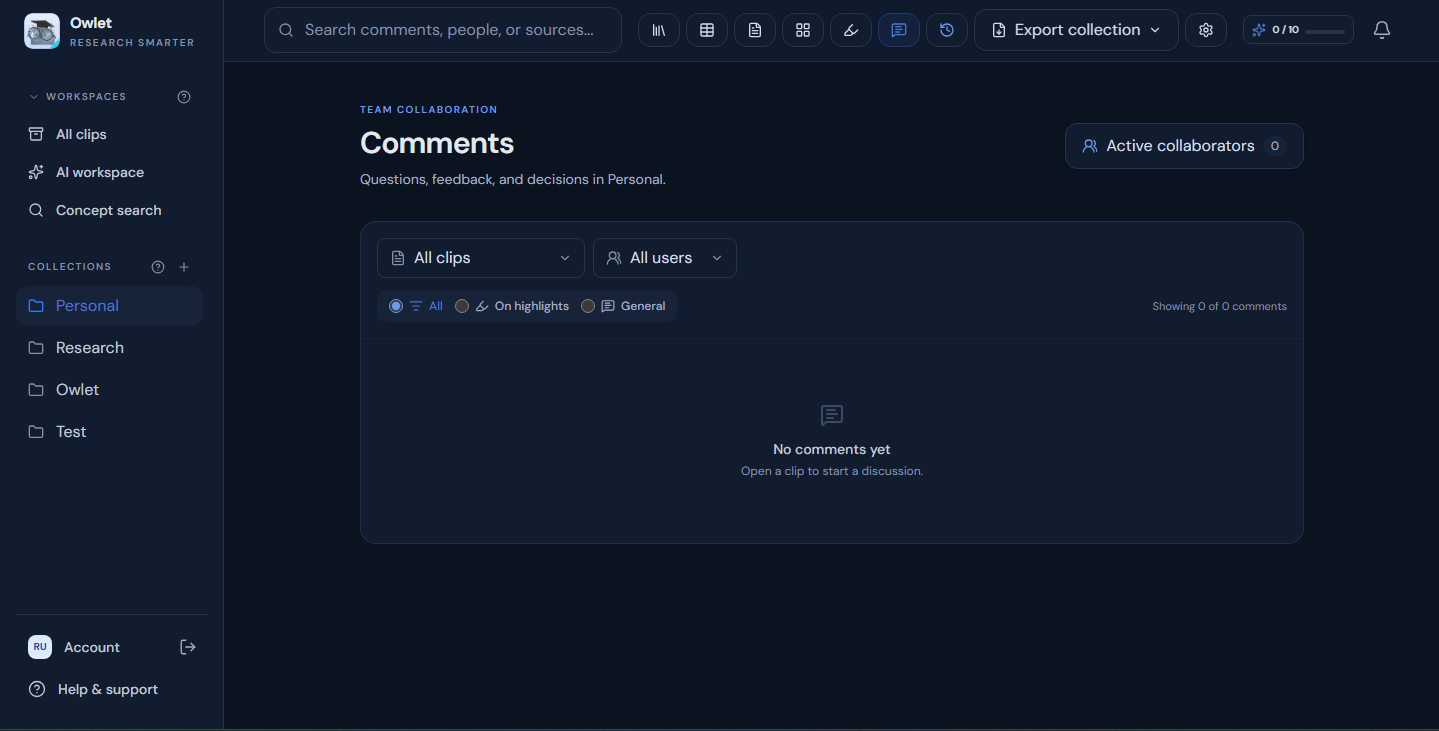 Owlet
RESEARCH SMARTER
Search comments, people, or sources...
Export collection
0 / 10
WORKSPACES
All clips
AI workspace
Concept search
COLLECTIONS
Personal
Research
Owlet
Test
TEAM COLLABORATION
Comments
Questions, feedback, and decisions in Personal.
Active collaborators 0
All clips
All users
All On highlights General
Showing 0 of 0 comments
No comments yet
Open a clip to start a discussion.
RU Account
Help & support